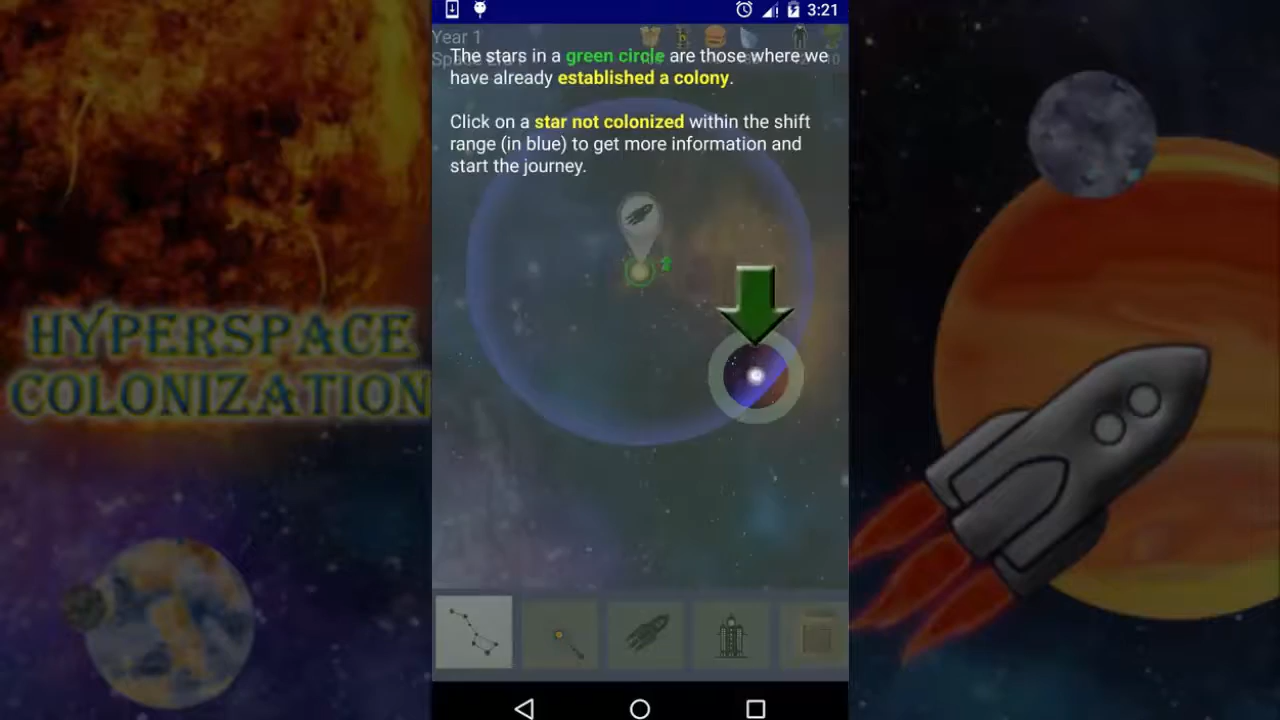 3:21
Year 1
The stars in a green circle are those where we
have already established a colony.
Click on a star not colonized within the shift
range (in blue) to get more information and
start the journey.
HYPERSPACE
COLONIZATION